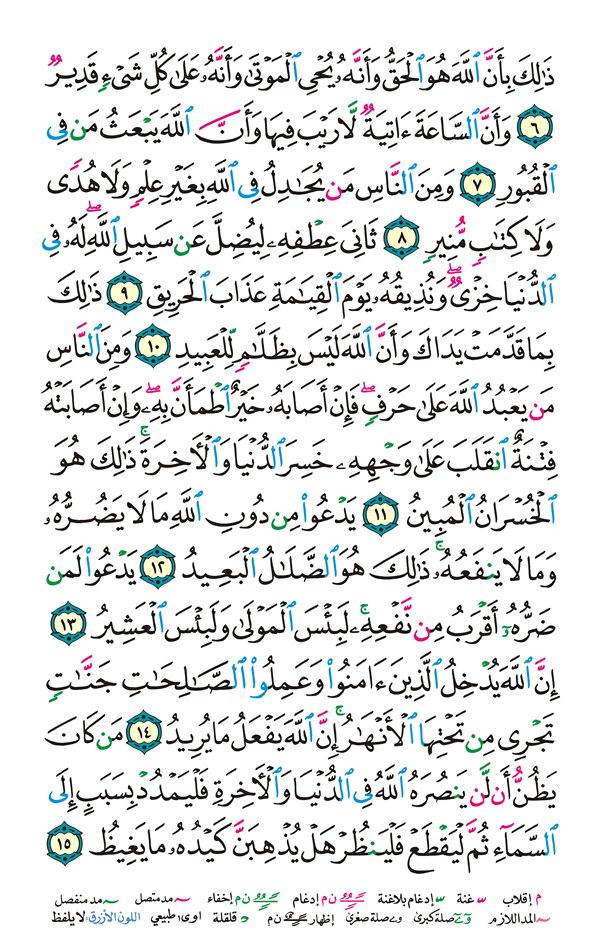 ذَٰلِكَ بِأَنَّ ٱللَّهَ هُوَ ٱلْحَقُّ وَأَنَّهُۥ يُحْىِ ٱلْمَوْتَىٰ وَأَنَّهُۥ عَلَىٰ كُلِّ شَىْءٍ قَدِيرٌ
٦ وَأَنَّ ٱلسَّاعَةَ ءَاتِيَةٌ لَّا رَيْبَ فِيهَا وَأَنَّ ٱللَّهَ يَبْعَثُ مَن فِى
ٱلْقُبُورِ ٧ وَمِنَ ٱلنَّاسِ مَن يُجَٰدِلُ فِى ٱللَّهِ بِغَيْرِ عِلْمٍ وَلَا هُدًى
وَلَا كِتَٰبٍ مُّنِيرٍ ٨ ثَانِىَ عِطْفِهِۦ لِيُضِلَّ عَن سَبِيلِ ٱللَّهِ ۖ لَهُۥ فِى
ٱلدُّنْيَا خِزْىٌ ۖ وَنُذِيقُهُۥ يَوْمَ ٱلْقِيَٰمَةِ عَذَابَ ٱلْحَرِيقِ ٩ ذَٰلِكَ
بِمَا قَدَّمَتْ يَدَاكَ وَأَنَّ ٱللَّهَ لَيْسَ بِظَلَّٰمٍ لِّلْعَبِيدِ ١٠ وَمِنَ ٱلنَّاسِ
مَن يَعْبُدُ ٱللَّهَ عَلَىٰ حَرْفٍ ۖ فَإِنْ أَصَابَهُۥ خَيْرٌ ٱطْمَأَنَّ بِهِۦ ۖ وَإِنْ أَصَابَتْهُ
فِتْنَةٌ ٱنقَلَبَ عَلَىٰ وَجْهِهِۦ خَسِرَ ٱلدُّنْيَا وَٱلْءَاخِرَةَ ۚ ذَٰلِكَ هُوَ
ٱلْخُسْرَانُ ٱلْمُبِينُ ١١ يَدْعُوا۟ مِن دُونِ ٱللَّهِ مَا لَا يَضُرُّهُۥ
وَمَا لَا يَنفَعُهُۥ ۚ ذَٰلِكَ هُوَ ٱلضَّلَٰلُ ٱلْبَعِيدُ ١٢ يَدْعُوا۟ لَمَن
ضَرُّهُۥٓ أَقْرَبُ مِن نَّفْعِهِۦ ۚ لَبِئْسَ ٱلْمَوْلَىٰ وَلَبِئْسَ ٱلْعَشِيرُ ١٣
إِنَّ ٱللَّهَ يُدْخِلُ ٱلَّذِينَ ءَامَنُوا۟ وَعَمِلُوا۟ ٱلصَّٰلِحَٰتِ جَنَّٰتٍ
تَجْرِى مِن تَحْتِهَا ٱلْأَنْهَٰرُ ۚ إِنَّ ٱللَّهَ يَفْعَلُ مَا يُرِيدُ ١٤ مَن كَانَ
يَظُنُّ أَن لَّن يَنصُرَهُ ٱللَّهُ فِى ٱلدُّنْيَا وَٱلْءَاخِرَةِ فَلْيَمْدُدْ بِسَبَبٍ إِلَى
ٱلسَّمَآءِ ثُمَّ لْيَقْطَعْ فَلْيَنظُرْ هَلْ يُذْهِبَنَّ كَيْدُهُۥ مَا يَغِيظُ ١٥
م إقلاب غنة إدغام بلاغنة ن م إدغام ن م إخفاء مد متصل مد منفصل
المد اللازم صلة كبرى صلة صغرى إظهار ن م قلقلة اوى: طبيعي اللون الأزرق: لا يلفظ